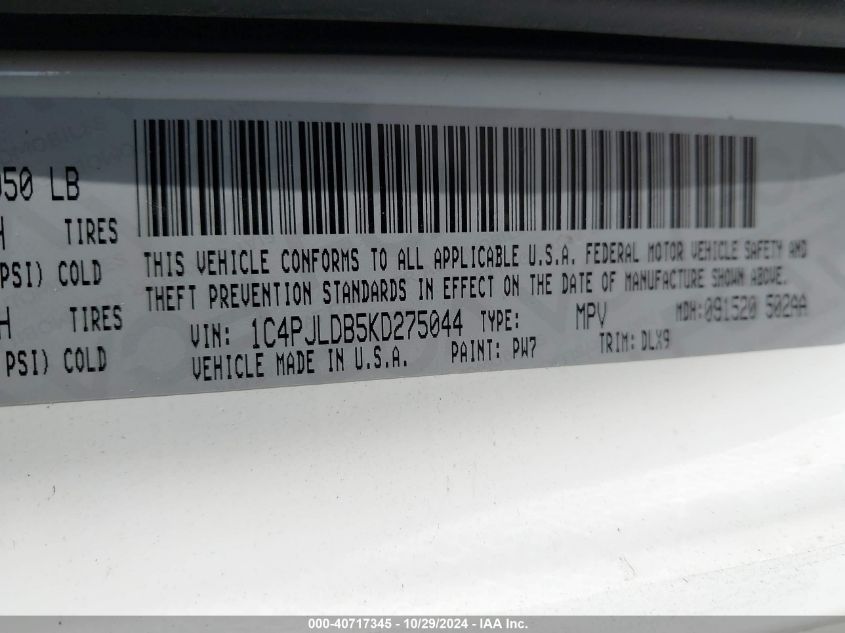 050 LB
H TIRES
PSI) COLD
H TIRES
PSI) COLD
THIS VEHICLE CONFORMS TO ALL APPLICABLE U.S.A. FEDERAL MOTOR VEHICLE SAFETY AND
THEFT PREVENTION STANDARDS IN EFFECT ON THE DATE OF MANUFACTURE SHOWN ABOVE.
VIN: 1C4PJLDB5KD275044 TYPE: MPV MDH:091520 502AA
VEHICLE MADE IN U.S.A. PAINT: PW7 TRIM: DLX9
000-40717345 | 10/29/2024 - IAA Inc.